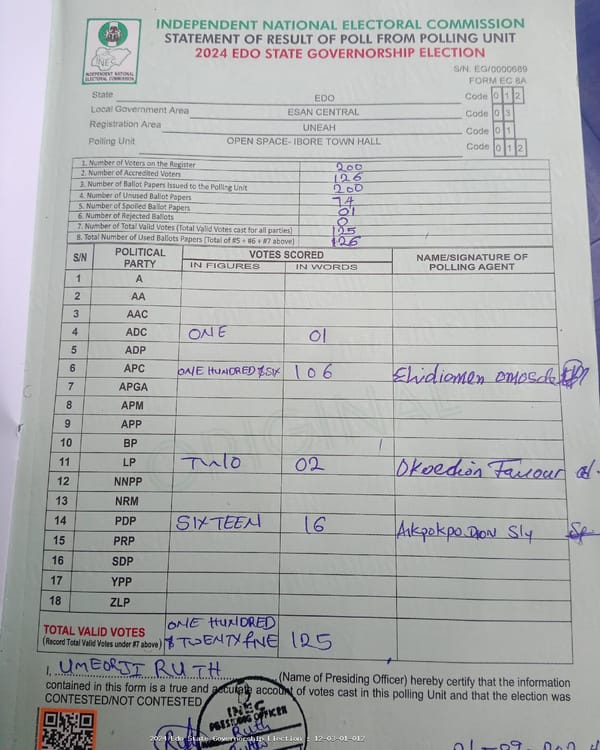 INDEPENDENT NATIONAL ELECTORAL COMMISSION
STATEMENT OF RESULT OF POLL FROM POLLING UNIT
2024 EDO STATE GOVERNORSHIP ELECTION
INEC
INDEPENDENT NATIONAL
ELECTORAL COMMISSION
S/N. EG/0000689
FORM EC 8A
State EDO Code 0 1 2
Local Government Area ESAN CENTRAL Code 0 3
Registration Area UNEAH Code 0 1
Polling Unit OPEN SPACE- IBORE TOWN HALL Code 0 1 2
1. Number of Voters on the Register 200
2. Number of Accredited Voters 126
3. Number of Ballot Papers Issued to the Polling Unit 200
4. Number of Unused Ballot Papers 74
5. Number of Spoiled Ballot Papers 01
6. Number of Rejected Ballots 0
7. Number of Total Valid Votes (Total Valid Votes cast for all parties) 125
8. Total Number of Used Ballots Papers (Total of #5 + #6 + #7 above) 126
S/N POLITICAL PARTY VOTES SCORED NAME/SIGNATURE OF POLLING AGENT
IN FIGURES IN WORDS
1 A
2 AA
3 AAC
4 ADC ONE 01
5 ADP
6 APC ONE HUNDRED & SIX 106 Ehidiamen
7 APGA
8 APM
9 APP
10 BP
11 LP TWO 02 Okoedion Favour
12 NNPP
13 NRM
14 PDP SIXTEEN 16 Sly
15 PRP
16 SDP
17 YPP
18 ZLP
ORIGINAL
TOTAL VALID VOTES ONE HUNDRED
(Record Total Valid Votes under #7 above) & TWENTY FIVE 125
I, UMEORJI RUTH (Name of Presiding Officer) hereby certify that the information
contained in this form is a true and accurate account of votes cast in this polling Unit and that the election was
CONTESTED/NOT CONTESTED
INEC
PRESIDING OFFICER
2024 Edo State Governorship Election : 12-03-01-012